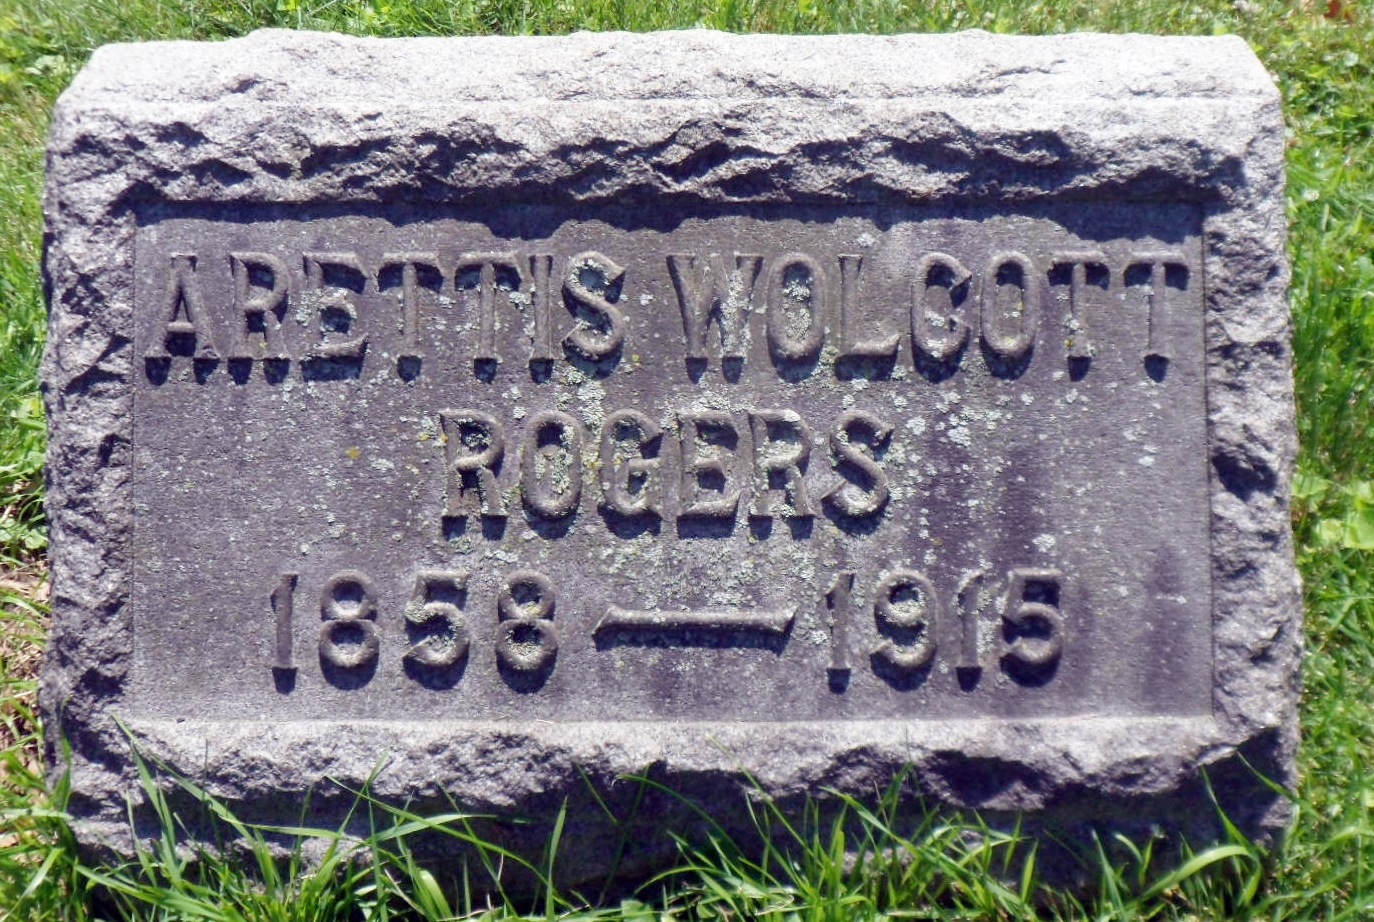 ARETTIS WOLCOTT
ROGERS
1858 — 1915